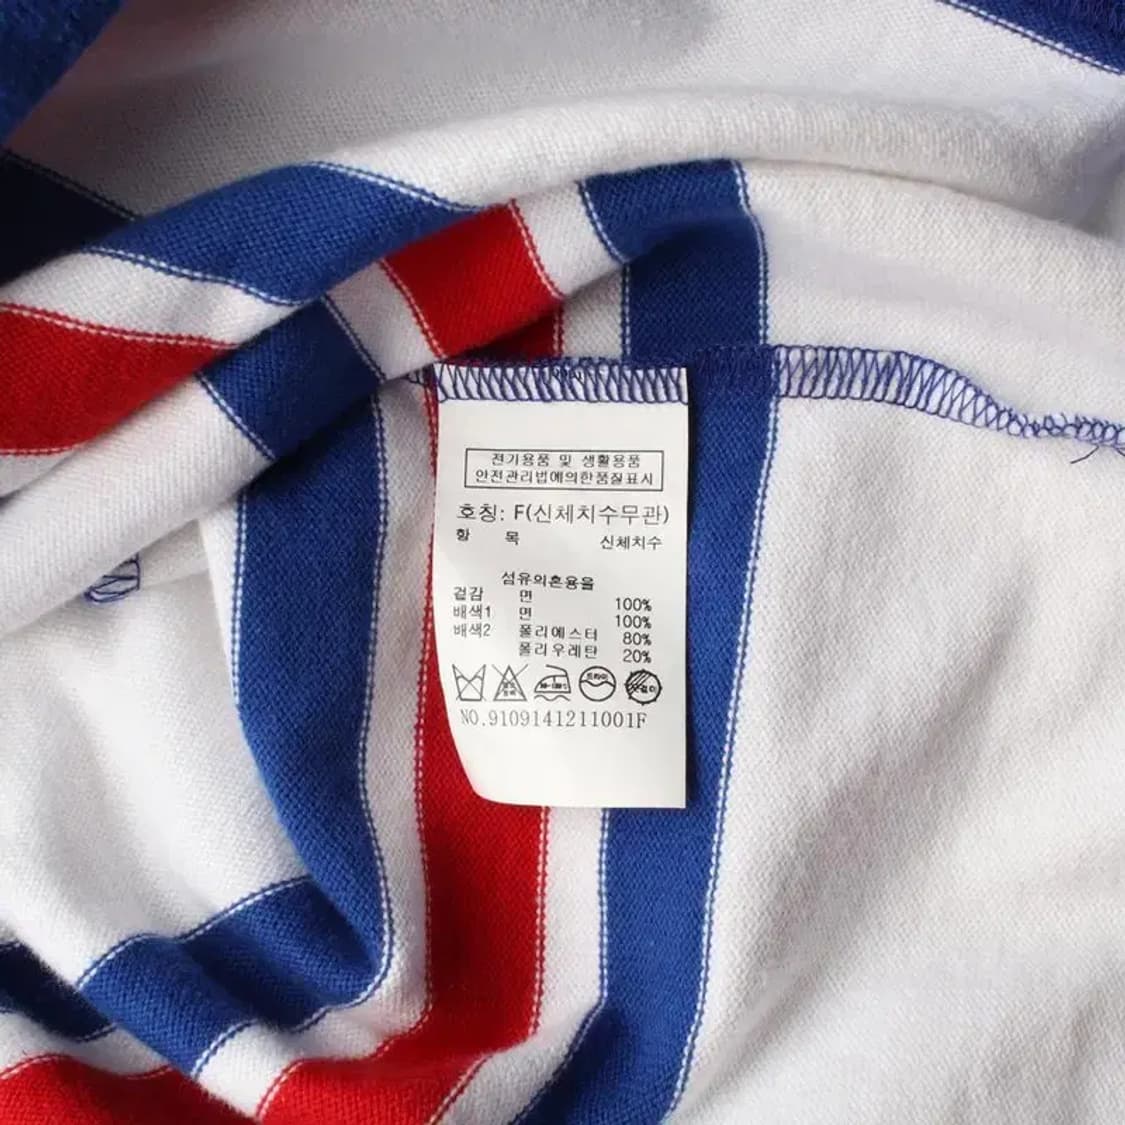 전기용품 및 생활용품
안전관리법에의한품질표시
호칭: F(신체치수무관)
항 목 신체치수
섬유의혼용율
겉감 면 100%
배색1 면 100%
배색2 폴리에스터 80%
폴리우레탄 20%
드라이
NO.9109141211001F